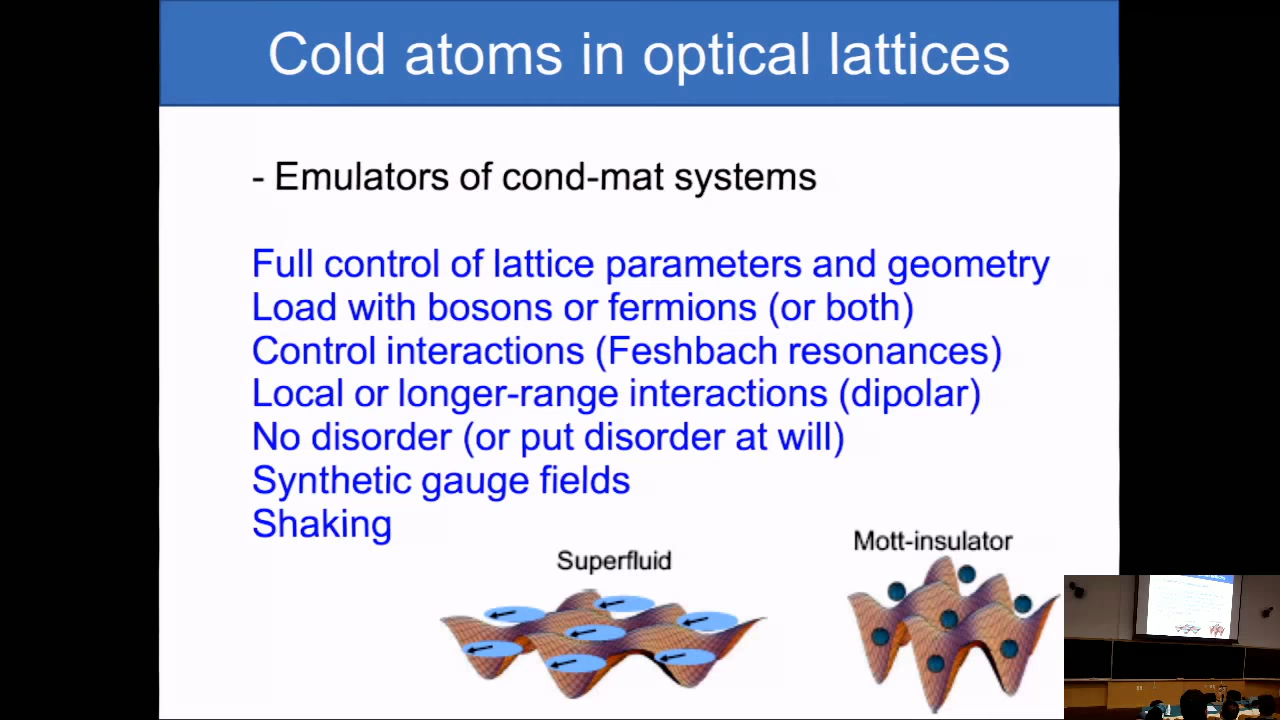 Cold atoms in optical lattices
- Emulators of cond-mat systems
Full control of lattice parameters and geometry
Load with bosons or fermions (or both)
Control interactions (Feshbach resonances)
Local or longer-range interactions (dipolar)
No disorder (or put disorder at will)
Synthetic gauge fields
Shaking
Superfluid
Mott-insulator